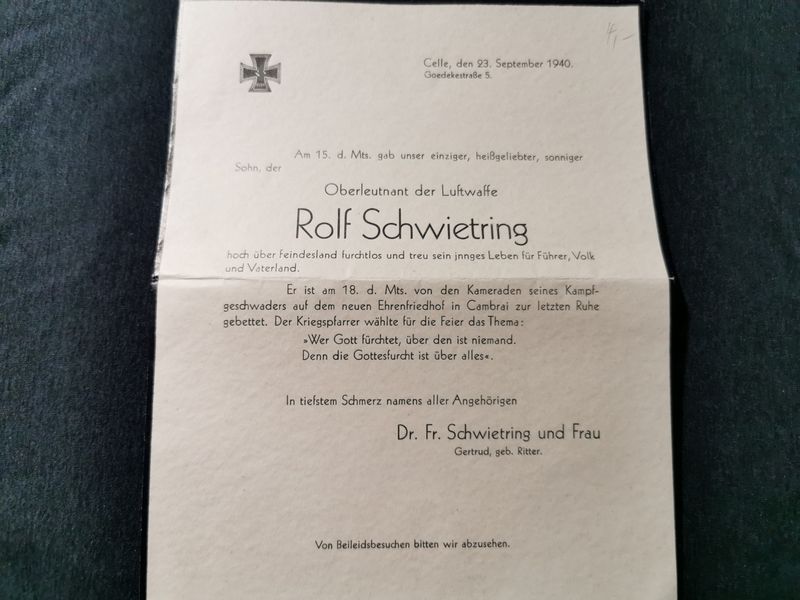 4,–
Celle, den 23. September 1940.
Goedekestraße 5.
Am 15. d. Mts. gab unser einziger, heißgeliebter, sonniger
Sohn, der
Oberleutnant der Luftwaffe
Rolf Schwietring
hoch über Feindesland furchtlos und treu sein jnnges Leben für Führer, Volk
und Vaterland.
Er ist am 18. d. Mts. von den Kameraden seines Kampf-
geschwaders auf dem neuen Ehrenfriedhof in Cambrai zur letzten Ruhe
gebettet. Der Kriegspfarrer wählte für die Feier das Thema:
»Wer Gott fürchtet, über den ist niemand.
Denn die Gottesfurcht ist über alles«.
In tiefstem Schmerz namens aller Angehörigen
Dr. Fr. Schwietring und Frau
Gertrud, geb. Ritter.
Von Beileidsbesuchen bitten wir abzusehen.